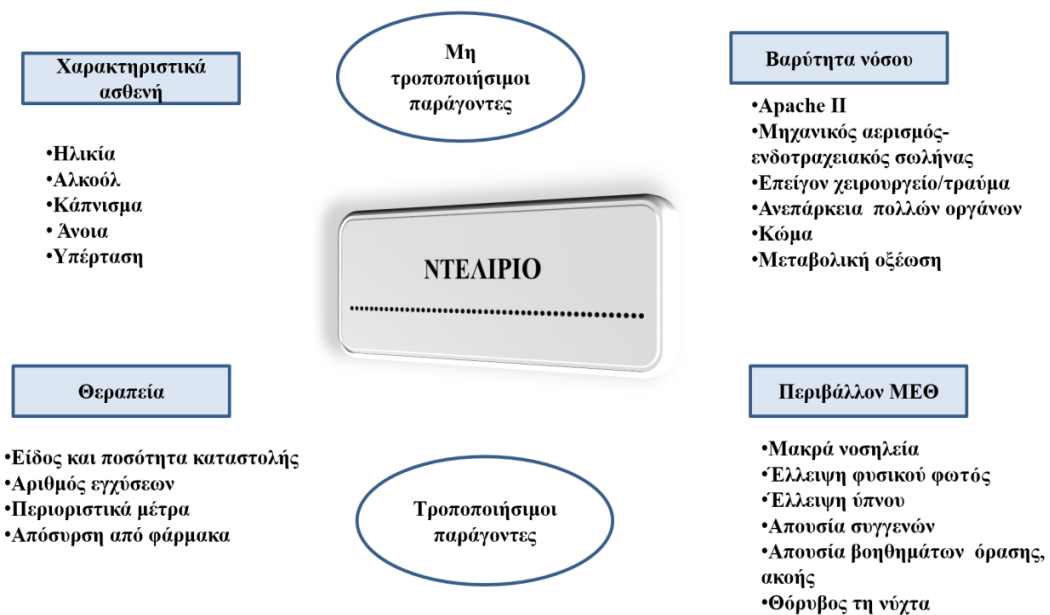 Χαρακτηριστικά
ασθενή
•Ηλικία
•Αλκοόλ
•Κάπνισμα
• Άνοια
•Υπέρταση
Μη
τροποποιήσιμοι
παράγοντες
Βαρύτητα νόσου
•Apache II
•Μηχανικός αερισμός-
ενδοτραχειακός σωλήνας
•Επείγον χειρουργείο/τραύμα
•Ανεπάρκεια πολλών οργάνων
•Κώμα
•Μεταβολική οξέωση
ΝΤΕΛΙΡΙΟ
Θεραπεία
•Είδος και ποσότητα καταστολής
•Αριθμός εγχύσεων
•Περιοριστικά μέτρα
•Απόσυρση από φάρμακα
Τροποποιήσιμοι
παράγοντες
Περιβάλλον ΜΕΘ
•Μακρά νοσηλεία
•Έλλειψη φυσικού φωτός
•Έλλειψη ύπνου
•Απουσία συγγενών
•Απουσία βοηθημάτων όρασης,
ακοής
•Θόρυβος τη νύχτα